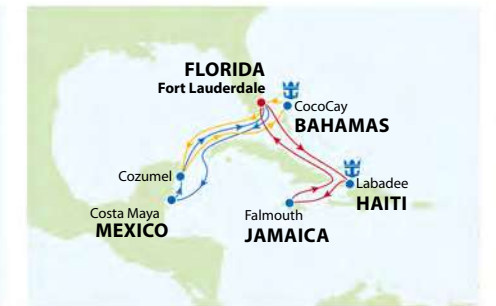 FLORIDA
Fort Lauderdale
CocoCay
BAHAMAS
Cozumel
Costa Maya
MEXICO
Labadee
HAITI
Falmouth
JAMAICA